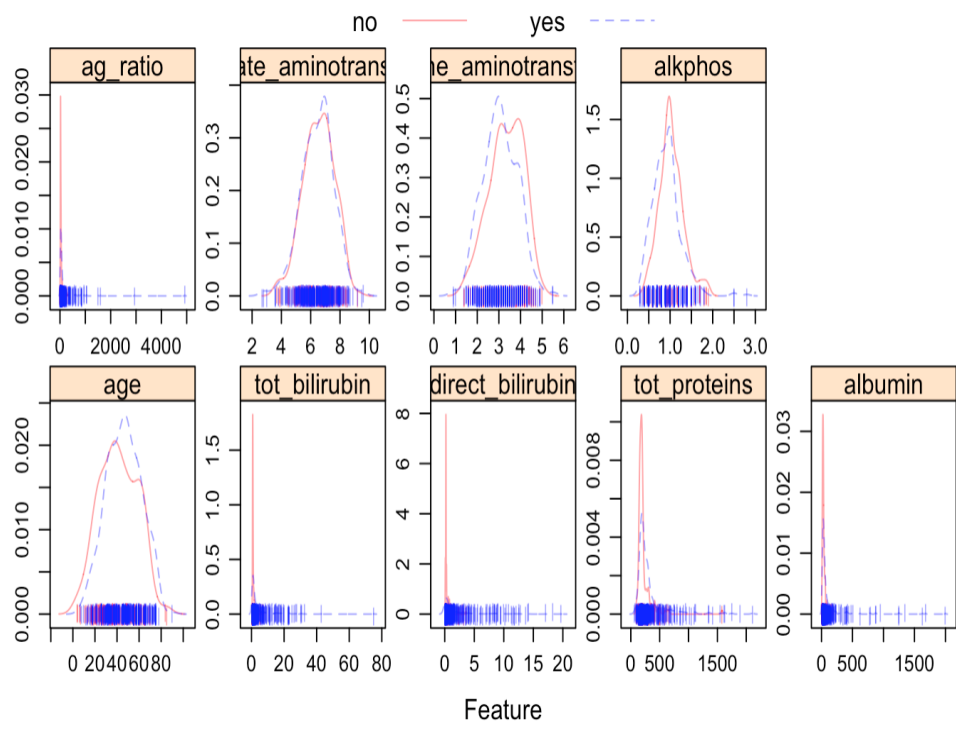 no yes
ag_ratio ate_aminotrans ne_aminotransf alkphos
0.000 0.010 0.020 0.030
0.0 0.1 0.2 0.3
0.0 0.1 0.2 0.3 0.4 0.5
0.0 0.5 1.0 1.5
0 2000 4000 2 4 6 8 10 0 1 2 3 4 5 6 0.0 1.0 2.0 3.0
age tot_bilirubin direct_bilirubin tot_proteins albumin
0.000 0.010 0.020
0.0 0.5 1.0 1.5
0 2 4 6 8
0.000 0.004 0.008
0.00 0.01 0.02 0.03
0 20 40 60 80 0 20 40 60 80 0 5 10 15 20 0 500 1500 0 500 1500
Feature